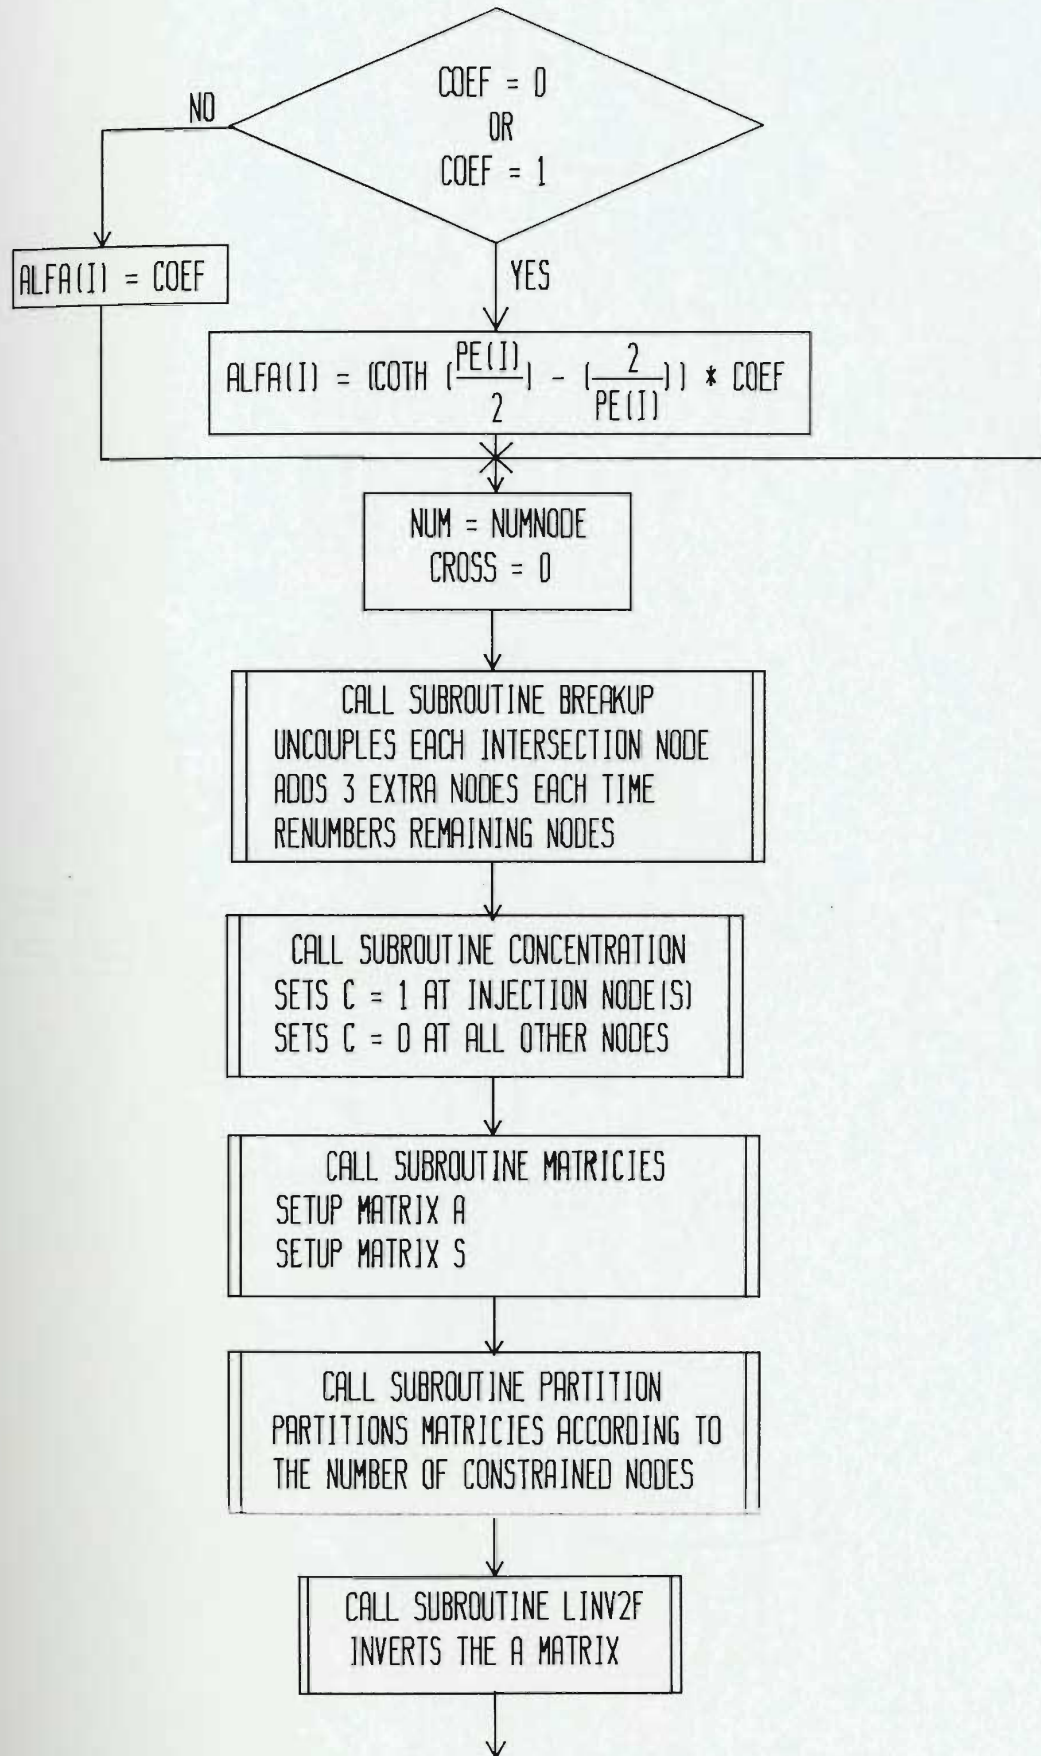 COEF = 0
OR
COEF = 1
NO
YES
ALFA(I) = COEF
ALFA(I) = (COTH (PE(I)/2) - (2/PE(I))) * COEF
NUM = NUMNODE
CROSS = 0
CALL SUBROUTINE BREAKUP
UNCOUPLES EACH INTERSECTION NODE
ADDS 3 EXTRA NODES EACH TIME
RENUMBERS REMAINING NODES
CALL SUBROUTINE CONCENTRATION
SETS C = 1 AT INJECTION NODE(S)
SETS C = 0 AT ALL OTHER NODES
CALL SUBROUTINE MATRICIES
SETUP MATRIX A
SETUP MATRIX S
CALL SUBROUTINE PARTITION
PARTITIONS MATRICIES ACCORDING TO
THE NUMBER OF CONSTRAINED NODES
CALL SUBROUTINE LINV2F
INVERTS THE A MATRIX